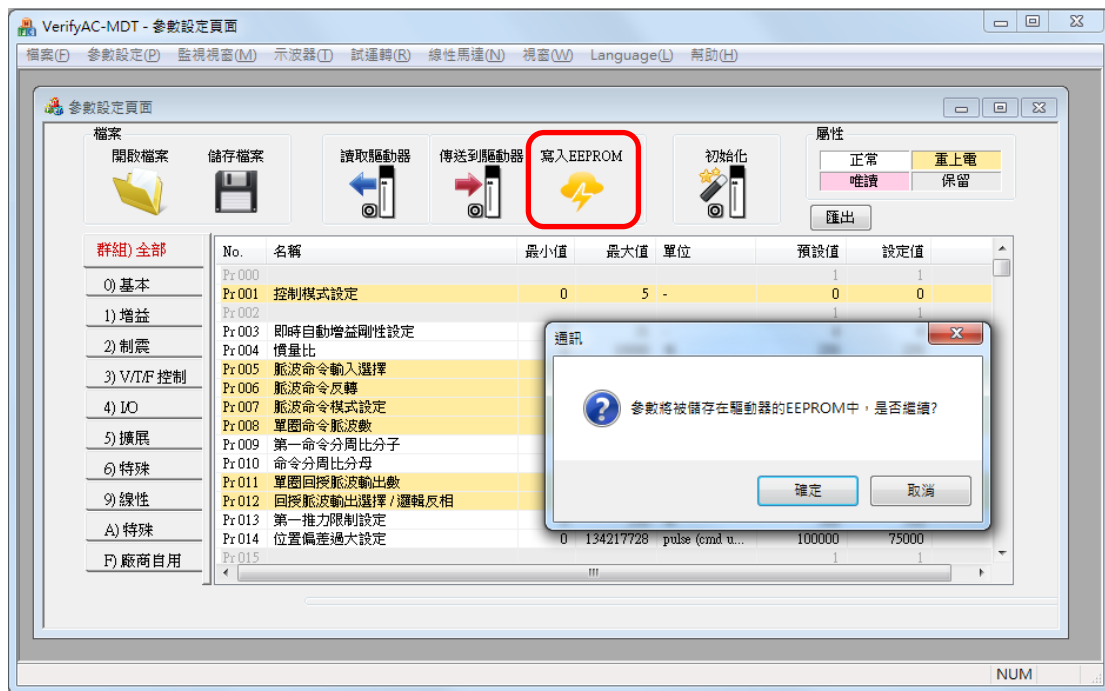 VerifyAC-MDT - 參數設定頁面
檔案(F) 參數設定(P) 監視視窗(M) 示波器(T) 試運轉(R) 線性馬達(N) 視窗(W) Language(L) 幫助(H)
參數設定頁面
檔案
屬性
開啟檔案 儲存檔案 讀取驅動器 傳送到驅動器 寫入EEPROM 初始化
正常 重上電
唯讀 保留
匯出
群組) 全部
0) 基本
1) 增益
2) 制震
3) V/T/F 控制
4) I/O
5) 擴展
6) 特殊
9) 線性
A) 特殊
F) 廠商自用
No. 名稱 最小值 最大值 單位 預設值 設定值
Pr 000 1 1
Pr 001 控制模式設定 0 5 - 0 0
Pr 002 1 1
Pr 003 即時自動增益剛性設定
Pr 004 慣量比
Pr 005 脈波命令輸入選擇
Pr 006 脈波命令反轉
Pr 007 脈波命令模式設定
Pr 008 單圈命令脈波數
Pr 009 第一命令分周比分子
Pr 010 命令分周比分母
Pr 011 單圈回授脈波輸出數
Pr 012 回授脈波輸出選擇 / 邏輯反相
Pr 013 第一推力限制設定
Pr 014 位置偏差過大設定 0 134217728 pulse (cmd u... 100000 75000
Pr 015 1 1
通訊
參數將被儲存在驅動器的EEPROM中，是否繼續?
確定 取消
NUM